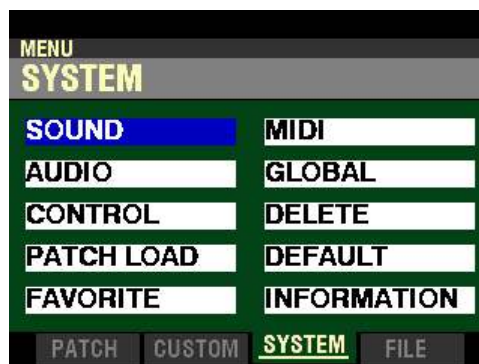 MENU
SYSTEM
SOUND
MIDI
AUDIO
GLOBAL
CONTROL
DELETE
PATCH LOAD
DEFAULT
FAVORITE
INFORMATION
PATCH CUSTOM SYSTEM FILE